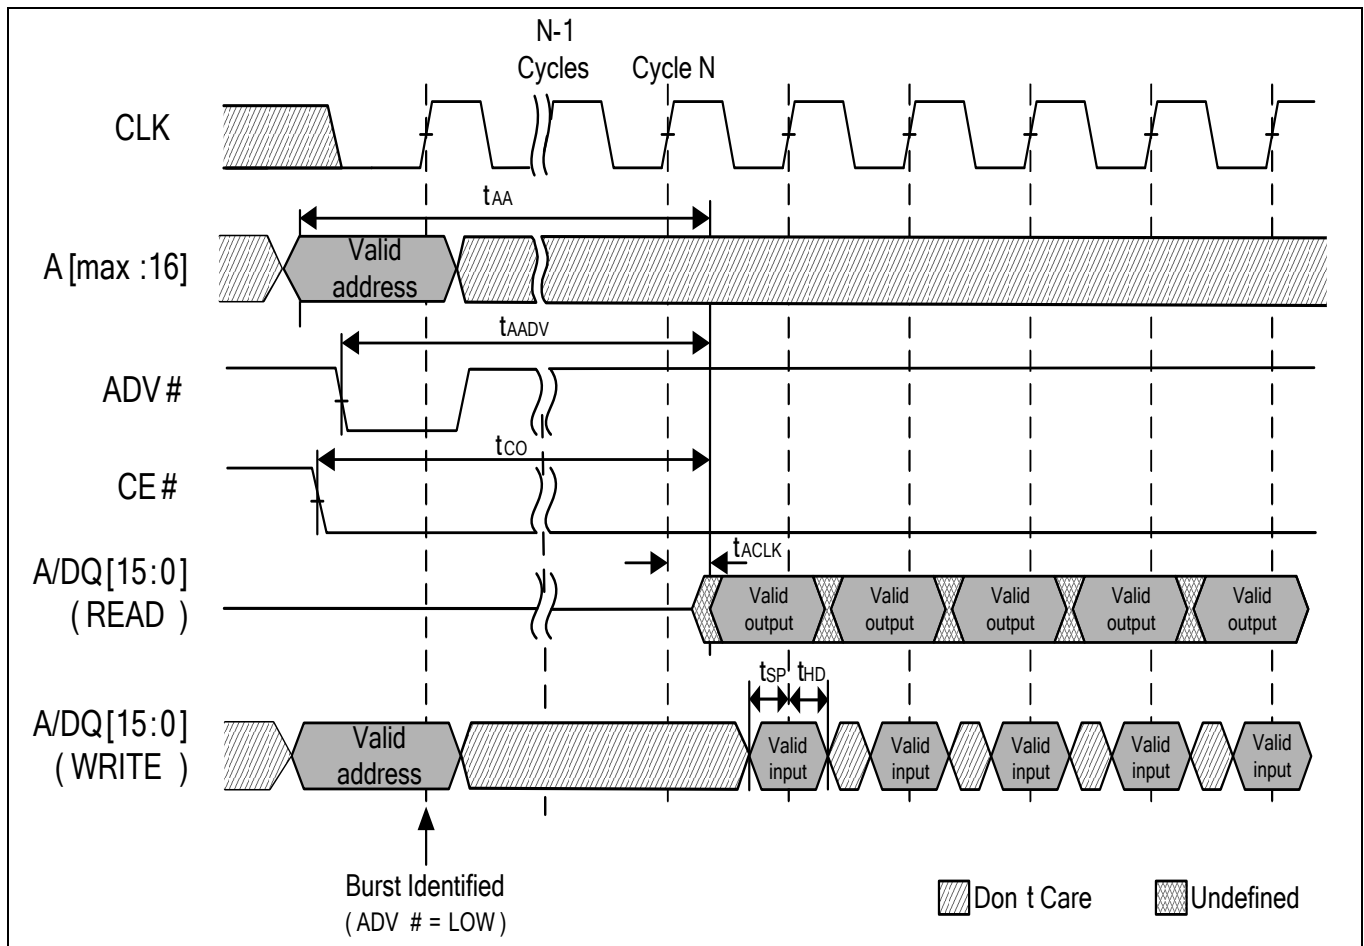 N-1
Cycles
Cycle N
CLK
tAA
A [max :16]
Valid
address
tAADV
ADV #
tCO
CE #
A/DQ[15:0]
( READ )
tACLK
Valid
output
Valid
output
Valid
output
Valid
output
Valid
output
tSP
tHD
A/DQ[15:0]
( WRITE )
Valid
address
Valid
input
Valid
input
Valid
input
Valid
input
Valid
input
Burst Identified
( ADV # = LOW )
Don t Care
Undefined